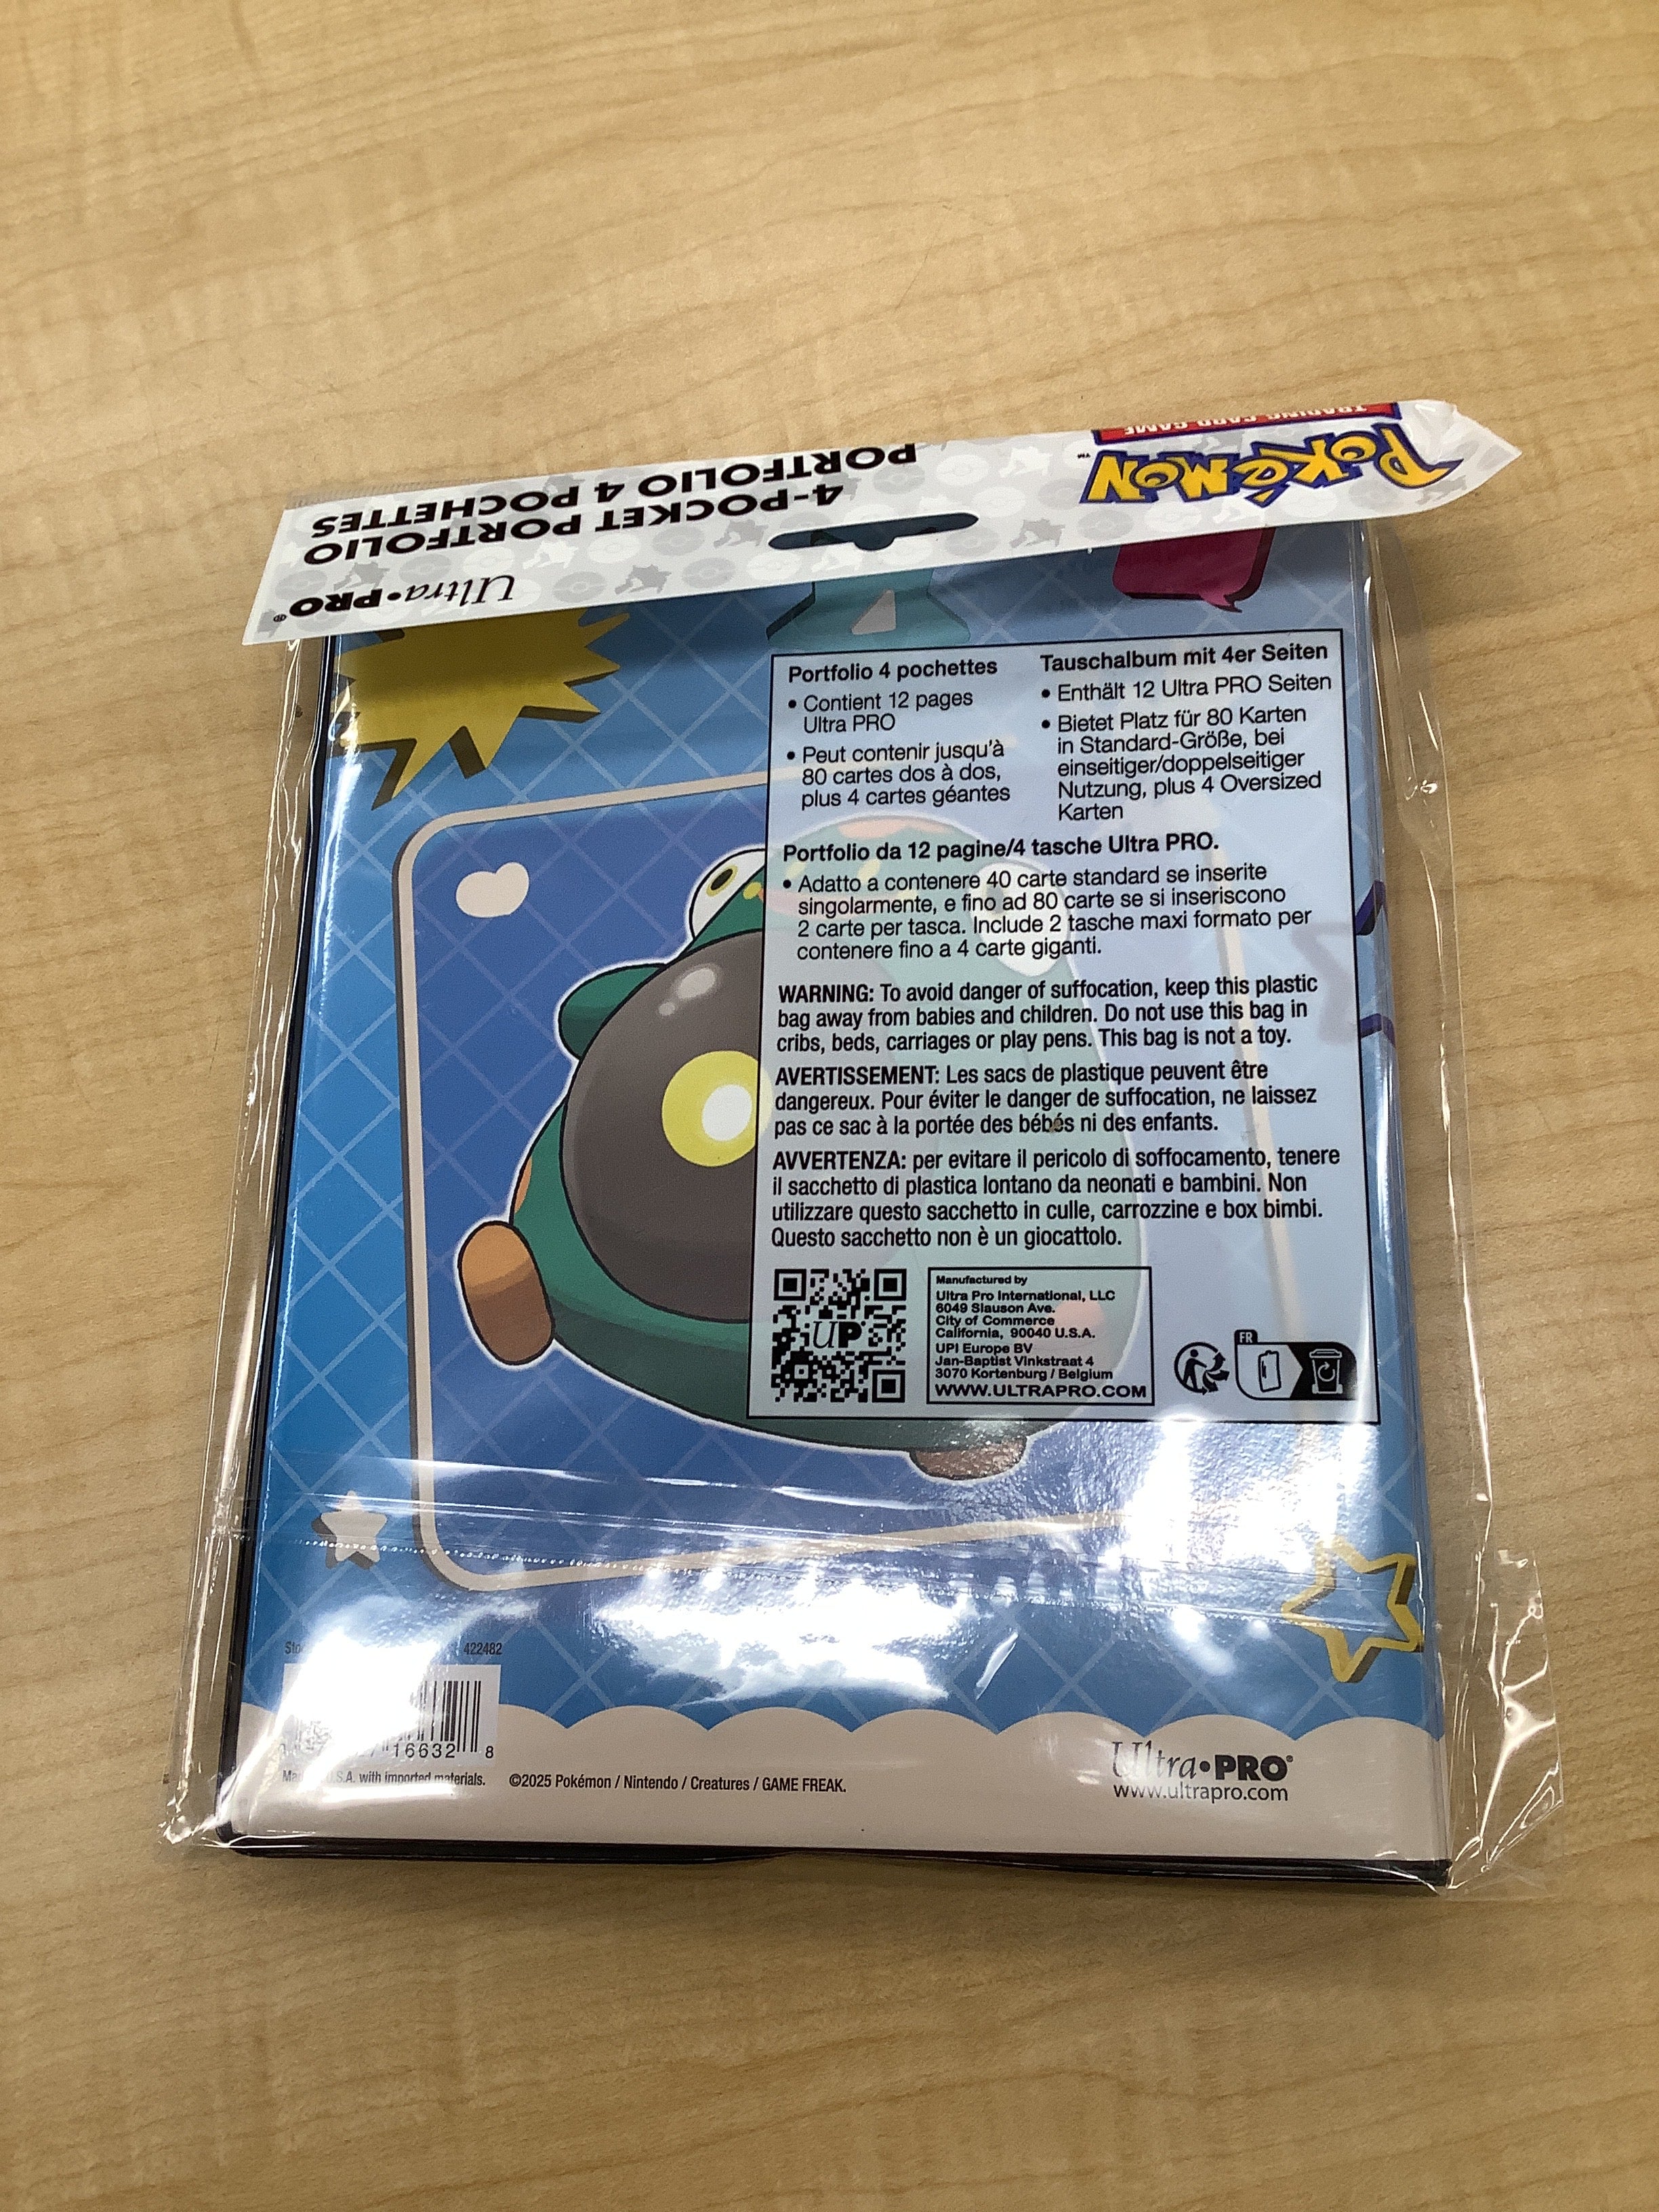 TRADING CARD GAME
POKéMON™
4-POCKET PORTFOLIO
PORTFOLIO 4 POCHETTES
Ultra•PRO®
Portfolio 4 pochettes
• Contient 12 pages
Ultra PRO
• Peut contenir jusqu'à
80 cartes dos à dos,
plus 4 cartes géantes
Tauschalbum mit 4er Seiten
• Enthält 12 Ultra PRO Seiten
• Bietet Platz für 80 Karten
in Standard-Größe, bei
einseitiger/doppelseitiger
Nutzung, plus 4 Oversized
Karten
Portfolio da 12 pagine/4 tasche Ultra PRO.
• Adatto a contenere 40 carte standard se inserite
singolarmente, e fino ad 80 carte se si inseriscono
2 carte per tasca. Include 2 tasche maxi formato per
contenere fino a 4 carte giganti.
WARNING: To avoid danger of suffocation, keep this plastic
bag away from babies and children. Do not use this bag in
cribs, beds, carriages or play pens. This bag is not a toy.
AVERTISSEMENT: Les sacs de plastique peuvent être
dangereux. Pour éviter le danger de suffocation, ne laissez
pas ce sac à la portée des bébés ni des enfants.
AVVERTENZA: per evitare il pericolo di soffocamento, tenere
il sacchetto di plastica lontano da neonati e bambini. Non
utilizzare questo sacchetto in culle, carrozzine e box bimbi.
Questo sacchetto non è un giocattolo.
UP
Manufactured by
Ultra Pro International, LLC
6049 Slauson Ave.
City of Commerce
California, 90040 U.S.A.
UPI Europe BV
Jan-Baptist Vinkstraat 4
3070 Kortenburg / Belgium
WWW.ULTRAPRO.COM
FR
422482
16632 8
U.S.A. with imported materials.
©2025 Pokémon / Nintendo / Creatures / GAME FREAK.
Ultra•PRO®
www.ultrapro.com